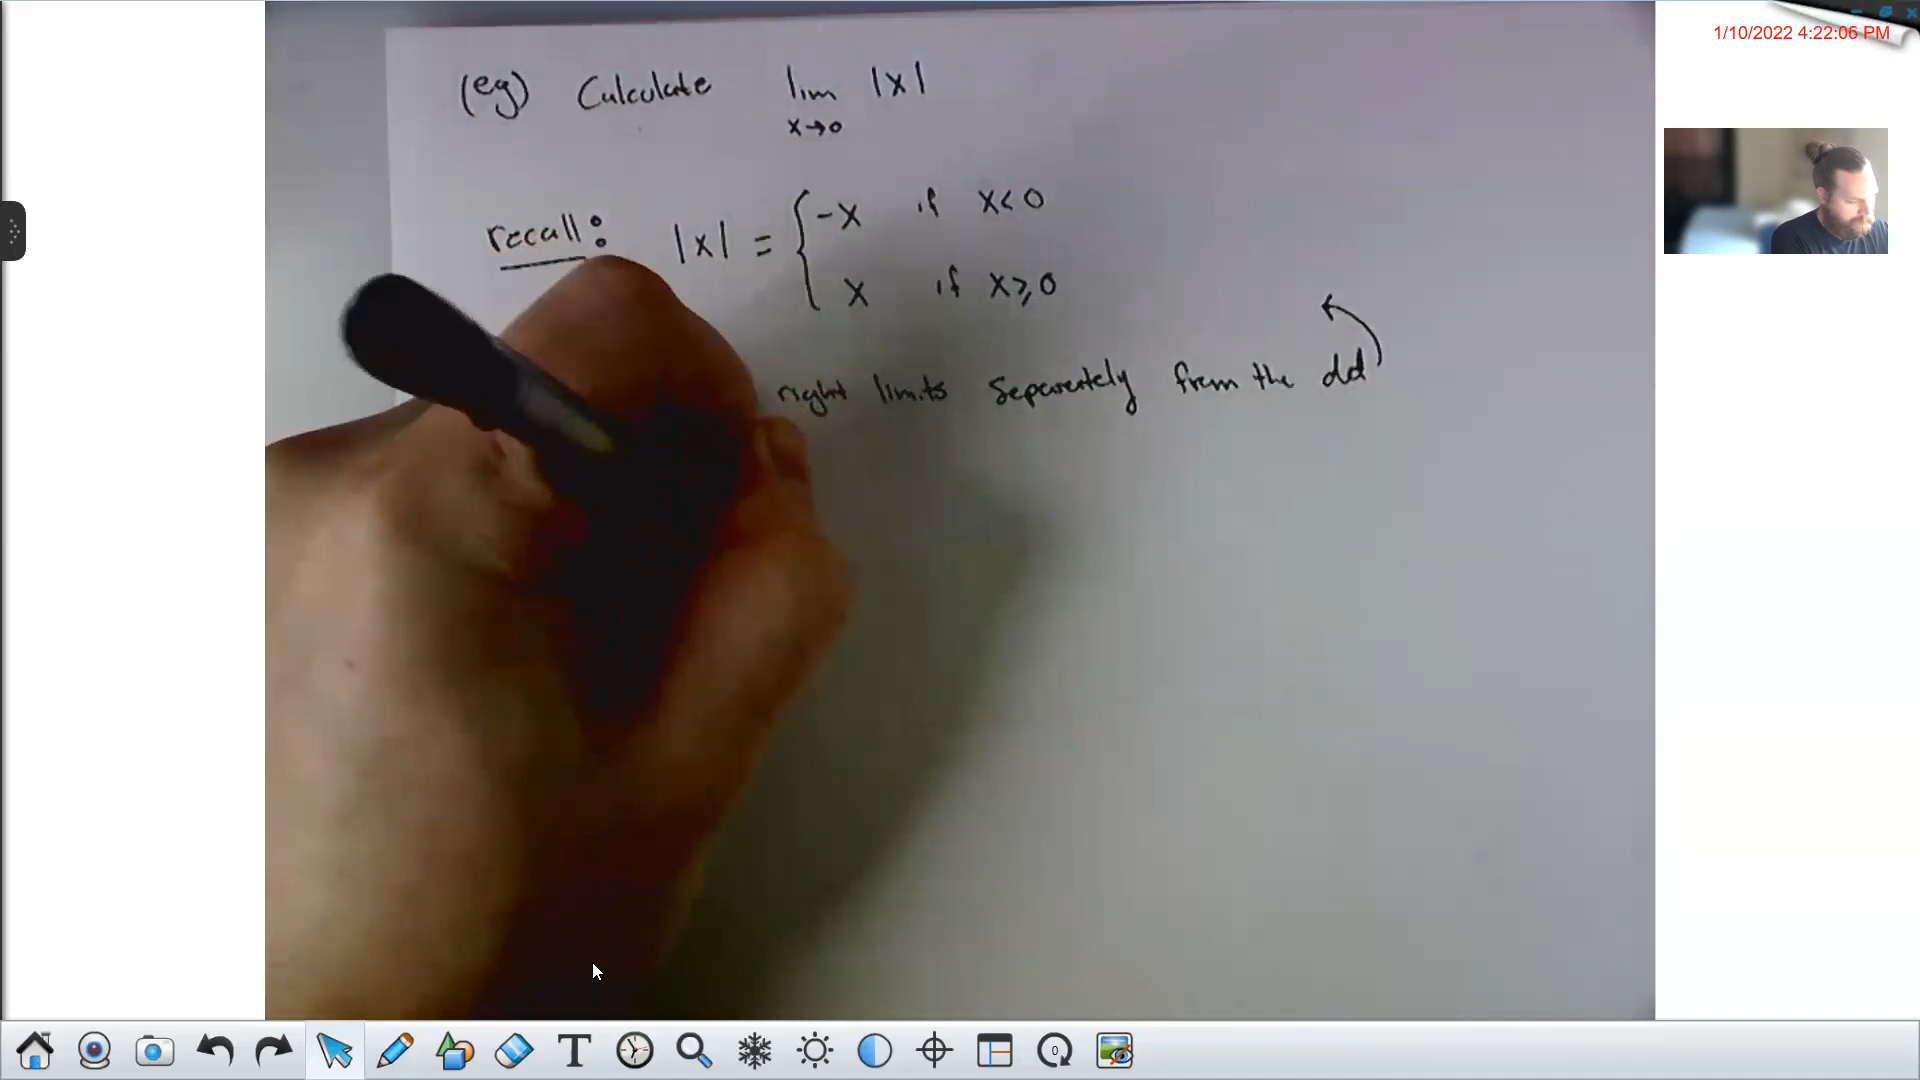 1/10/2022 4:22:06 PM
(eg) Calculate lim |x|
x→0
recall: |x| = { -x if x<0
x if x⩾0
right limits separately from the
T
0